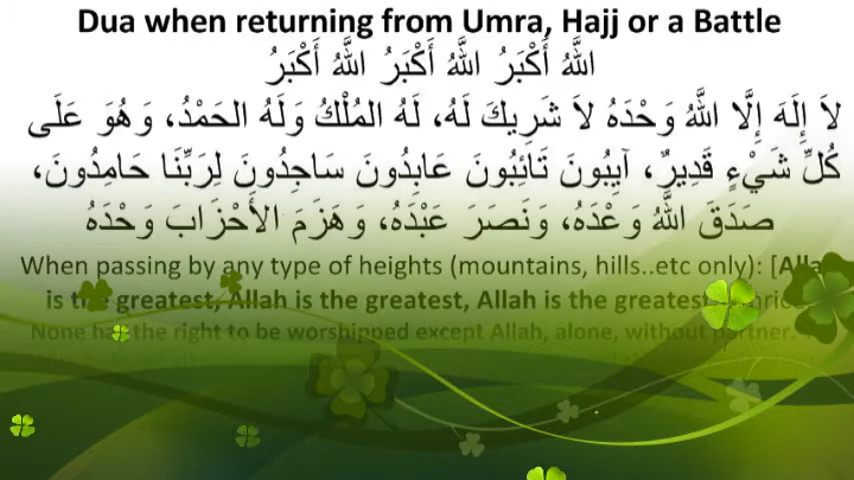 Dua when returning from Umra, Hajj or a Battle
اللَّهُ أَكْبَرُ اللَّهُ أَكْبَرُ اللَّهُ أَكْبَرُ
لاَ إِلَهَ إِلَّا اللَّهُ وَحْدَهُ لاَ شَرِيكَ لَهُ، لَهُ المُلْكُ وَلَهُ الحَمْدُ، وَهُوَ عَلَى
كُلِّ شَيْءٍ قَدِيرٌ، آيِبُونَ تَائِبُونَ عَابِدُونَ سَاجِدُونَ لِرَبِّنَا حَامِدُونَ،
صَدَقَ اللَّهُ وَعْدَهُ، وَنَصَرَ عَبْدَهُ، وَهَزَمَ الأَحْزَابَ وَحْدَهُ
When passing by any type of heights (mountains, hills..etc only): [Allah
is the greatest, Allah is the greatest, Allah is the greatest
None has the right to be worshipped except Allah, alone, without partner.